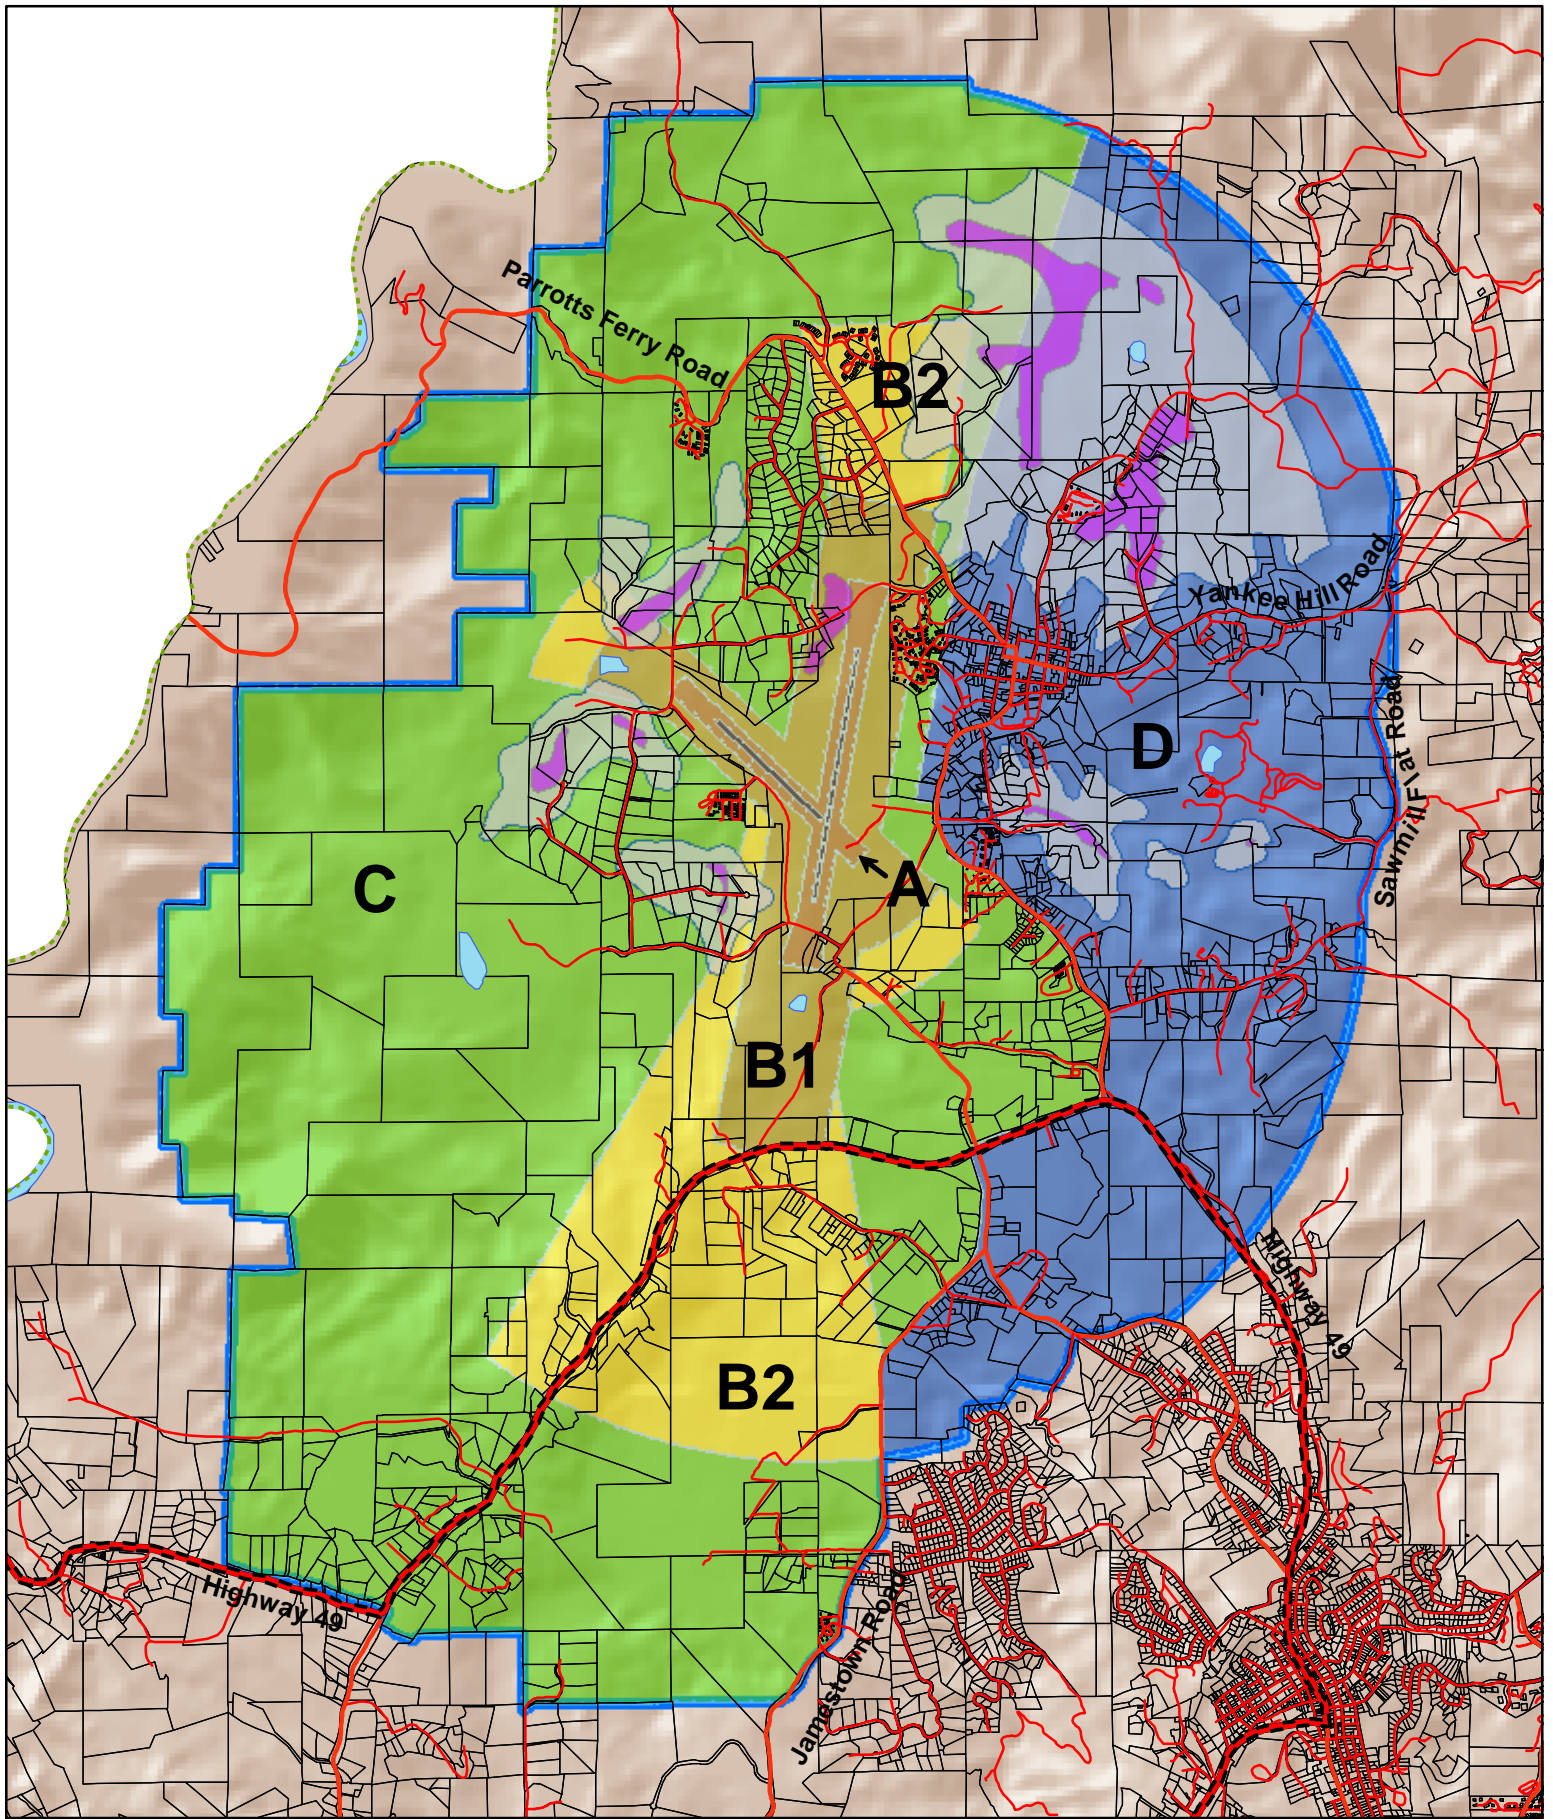 Parrotts Ferry Road
B2
Yankee Hill Road
D
Sawmill Flat Road
C
A
B1
Highway 49
B2
Highway 49
Jamestown Road